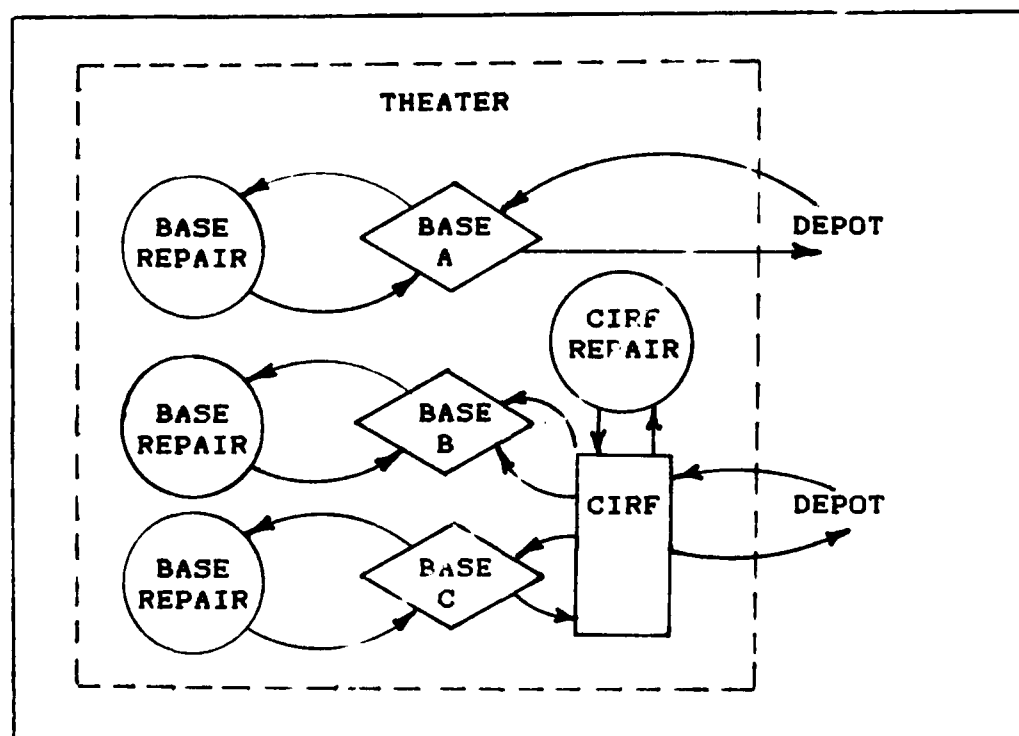 THEATER
BASE
REPAIR
BASE
A
DEPOT
CIRF
REPAIR
BASE
REPAIR
BASE
B
CIRF
DEPOT
BASE
REPAIR
BASE
C